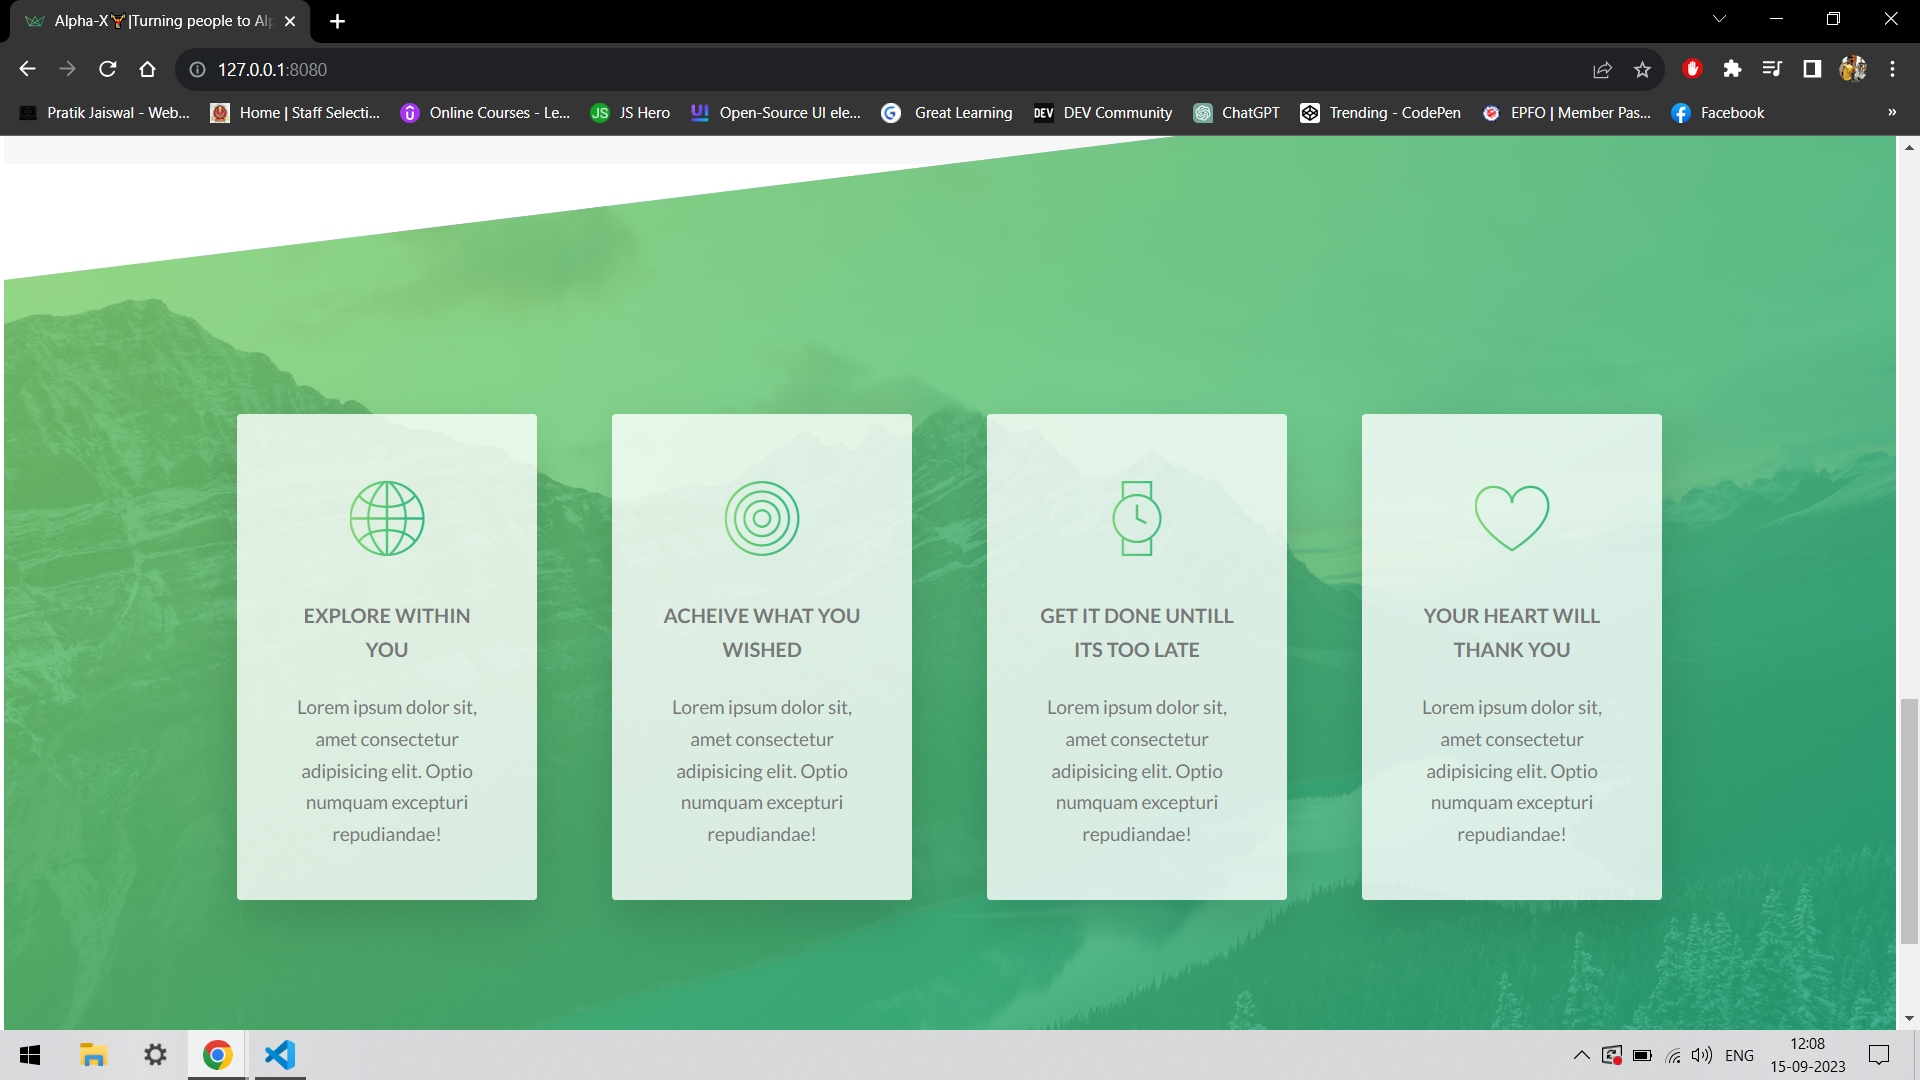 Alpha-X |Turning people to Alp
127.0.0.1:8080
Pratik Jaiswal - Web... Home | Staff Selecti... Online Courses - Le... JS JS Hero UI Open-Source UI ele... G Great Learning DEV DEV Community ChatGPT Trending - CodePen EPFO | Member Pas... Facebook »
EXPLORE WITHIN
YOU
Lorem ipsum dolor sit,
amet consectetur
adipisicing elit. Optio
numquam excepturi
repudiandae!
ACHEIVE WHAT YOU
WISHED
Lorem ipsum dolor sit,
amet consectetur
adipisicing elit. Optio
numquam excepturi
repudiandae!
GET IT DONE UNTILL
ITS TOO LATE
Lorem ipsum dolor sit,
amet consectetur
adipisicing elit. Optio
numquam excepturi
repudiandae!
YOUR HEART WILL
THANK YOU
Lorem ipsum dolor sit,
amet consectetur
adipisicing elit. Optio
numquam excepturi
repudiandae!
ENG
12:08
15-09-2023